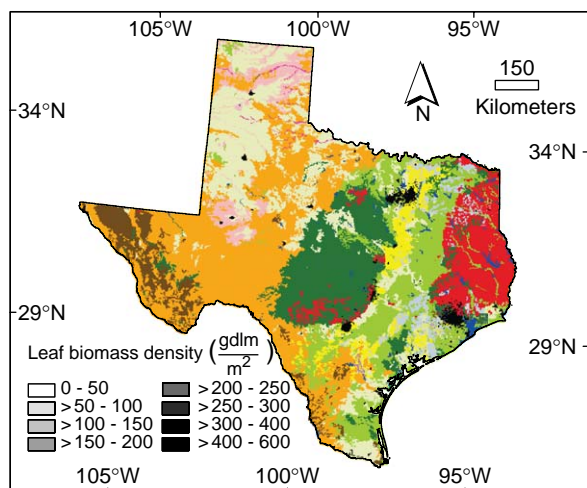 105°W 100°W 95°W
34°N
150
Kilometers
N
34°N
29°N
29°N
Leaf biomass density (gdlm/m²)
0 - 50
>50 - 100
>100 - 150
>150 - 200
>200 - 250
>250 - 300
>300 - 400
>400 - 600
105°W 100°W 95°W